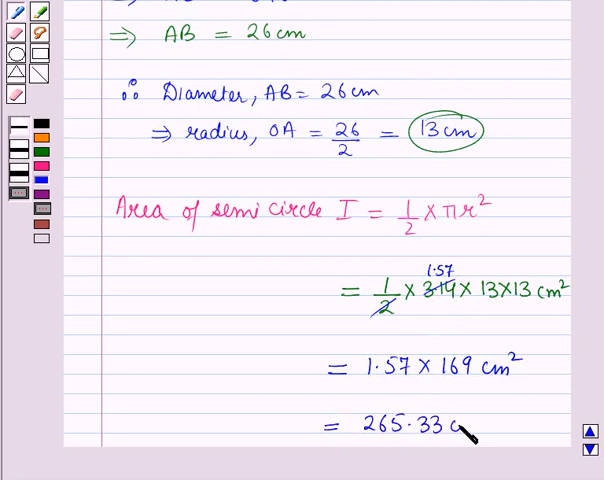 ⇒ AB = 26 cm
∴ Diameter, AB = 26 cm
⇒ radius, OA = 26/2 = 13 cm
Area of semi circle I = 1/2 × πr²
1.57
= 1/2 × 3.14 × 13 × 13 cm²
= 1.57 × 169 cm²
= 265.33 c